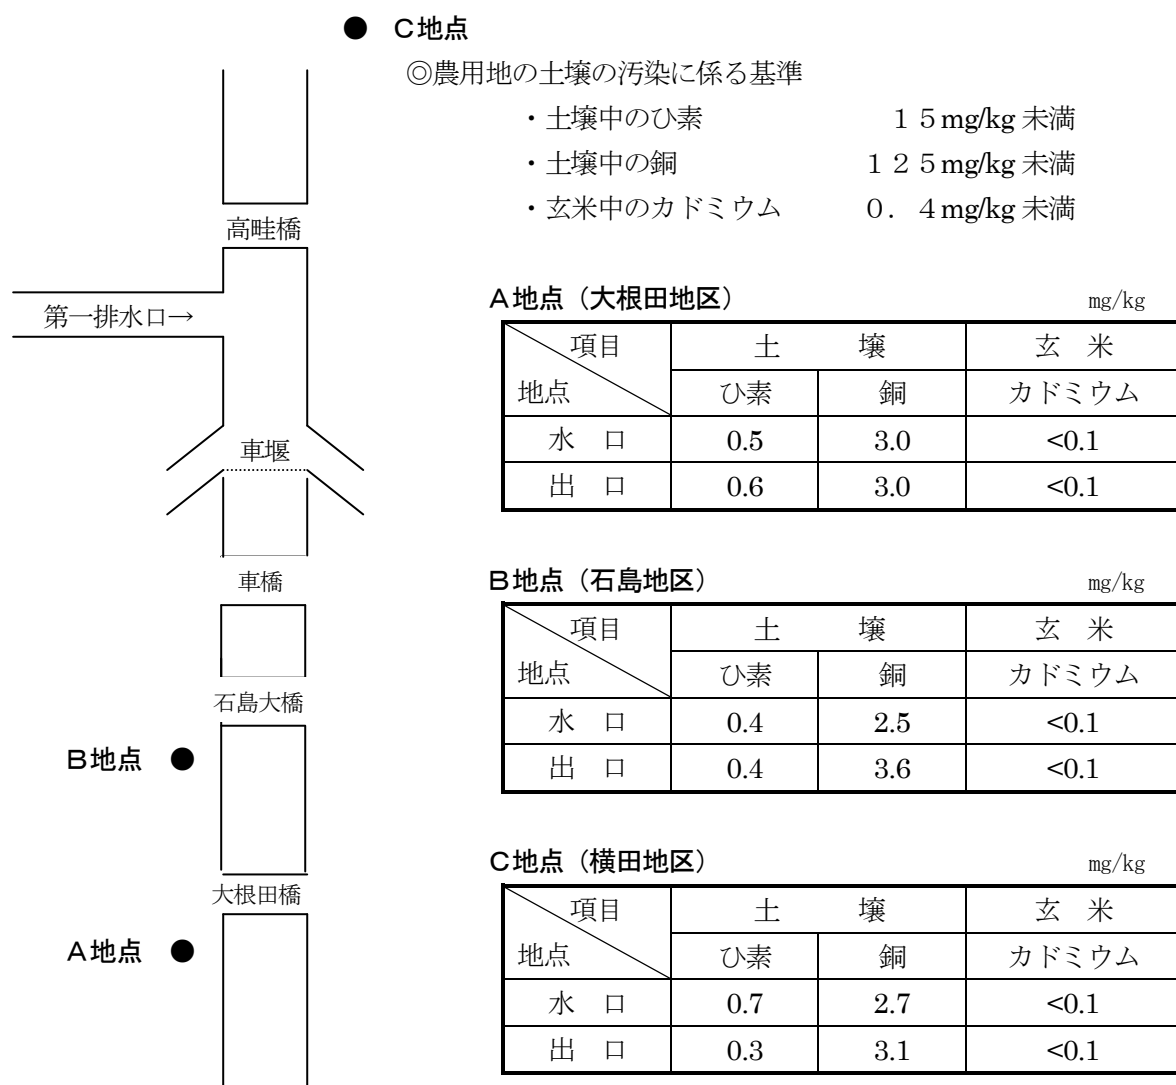 ● C地点
◎農用地の土壌の汚染に係る基準
・土壌中のひ素 15mg/kg 未満
・土壌中の銅 125mg/kg 未満
・玄米中のカドミウム 0.4mg/kg 未満
高畦橋
第一排水口→
車堰
車橋
石島大橋
B地点 ●
大根田橋
A地点 ●
A地点（大根田地区） mg/kg
項目 土壌 玄米
地点 ひ素 銅 カドミウム
水口 0.5 3.0 <0.1
出口 0.6 3.0 <0.1
B地点（石島地区） mg/kg
項目 土壌 玄米
地点 ひ素 銅 カドミウム
水口 0.4 2.5 <0.1
出口 0.4 3.6 <0.1
C地点（横田地区） mg/kg
項目 土壌 玄米
地点 ひ素 銅 カドミウム
水口 0.7 2.7 <0.1
出口 0.3 3.1 <0.1